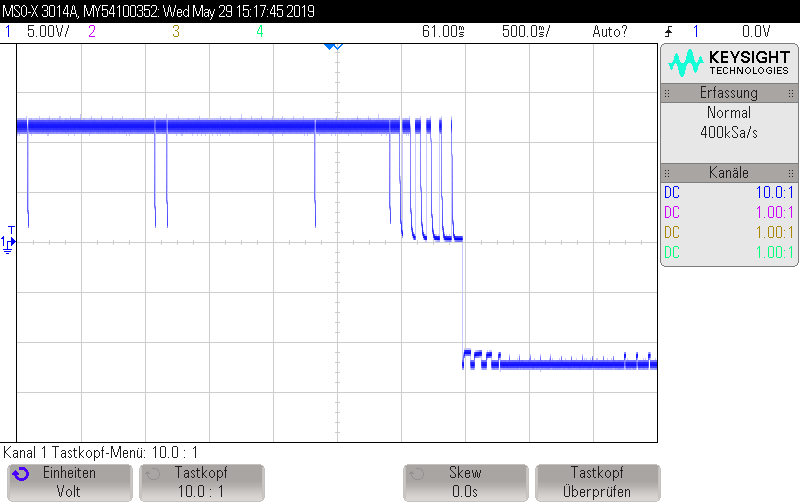 MSO-X 3014A, MY54100352: Wed May 29 15:17:45 2019
1 5.00V/ 2 3 4 61.00s 500.0s/ Auto? 1 0.0V
KEYSIGHT
TECHNOLOGIES
Erfassung
Normal
400kSa/s
Kanäle
DC 10.0:1
DC 1.00:1
DC 1.00:1
DC 1.00:1
T
1
Kanal 1 Tastkopf-Menü: 10.0 : 1
Einheiten
Volt
Tastkopf
10.0 : 1
Skew
0.0s
Tastkopf
Überprüfen